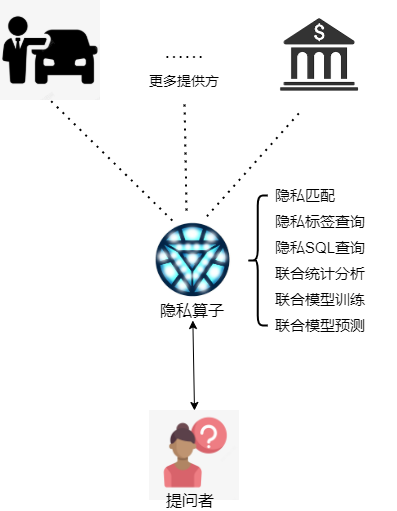 $
......
更多提供方
隐私匹配
隐私标签查询
隐私SQL查询
联合统计分析
联合模型训练
联合模型预测
隐私算子
?
提问者